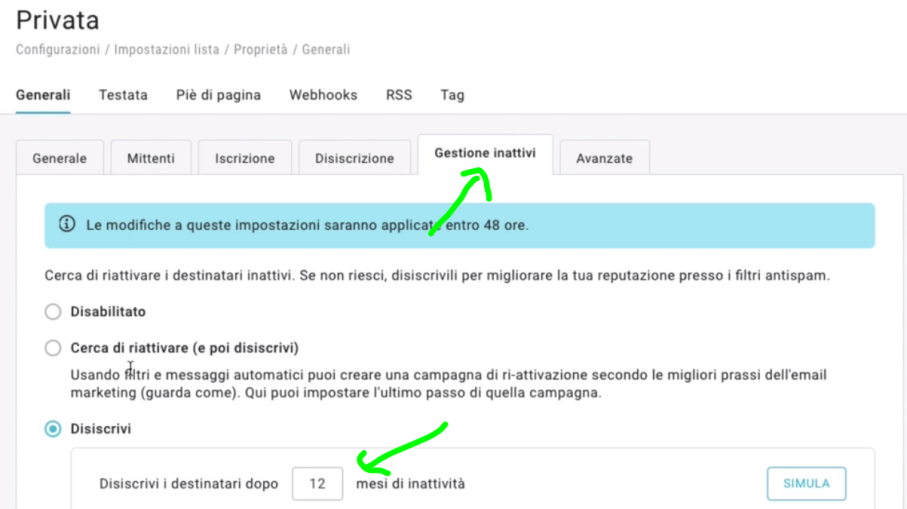 Privata
Configurazioni / Impostazioni lista / Proprietà / Generali
Generali Testata Piè di pagina Webhooks RSS Tag
Generale Mittenti Iscrizione Disiscrizione Gestione inattivi Avanzate
Le modifiche a queste impostazioni saranno applicate entro 48 ore.
Cerca di riattivare i destinatari inattivi. Se non riesci, disiscrivili per migliorare la tua reputazione presso i filtri antispam.
Disabilitato
Cerca di riattivare (e poi disiscrivi)
Usando filtri e messaggi automatici puoi creare una campagna di ri-attivazione secondo le migliori prassi dell'email
marketing (guarda come). Qui puoi impostare l'ultimo passo di quella campagna.
Disiscrivi
Disiscrivi i destinatari dopo 12 mesi di inattività SIMULA